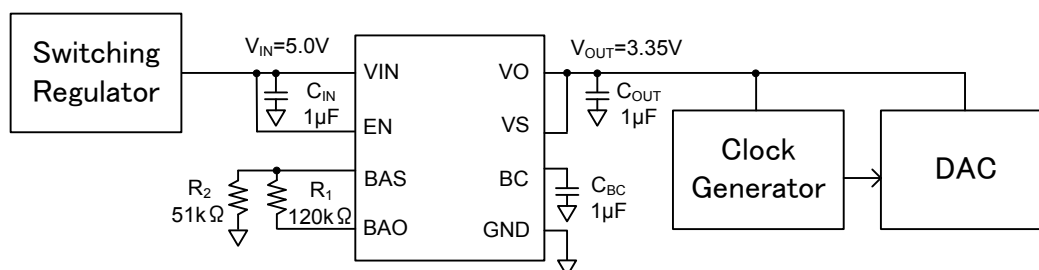 Switching
Regulator
VIN=5.0V
CIN
1µF
VIN
EN
BAS
BAO
R2
51kΩ
R1
120kΩ
VO
VS
BC
GND
VOUT=3.35V
COUT
1µF
CBC
1µF
Clock
Generator
DAC